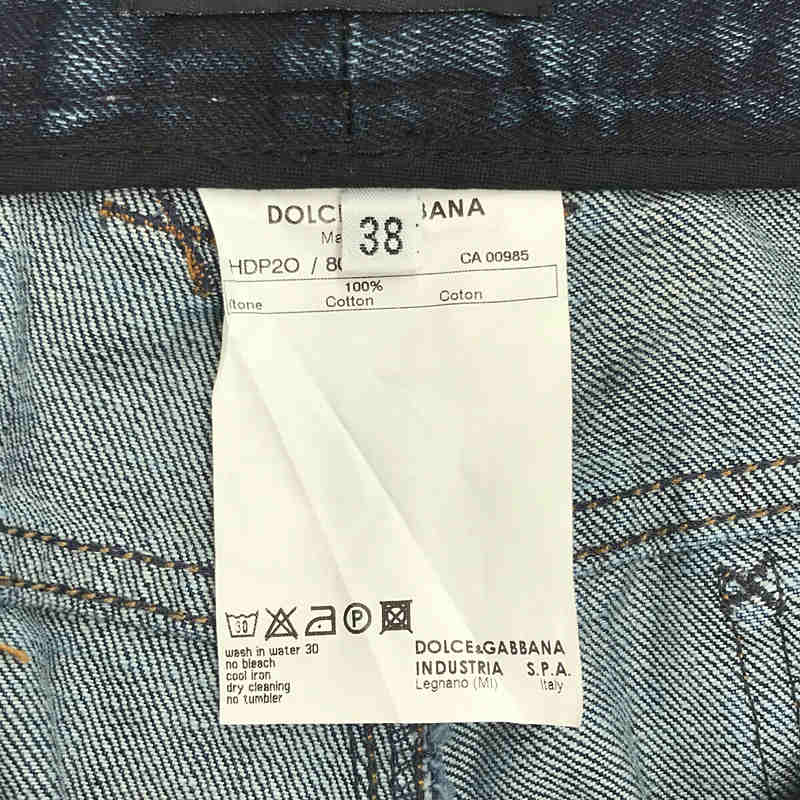 DOLC BANA
Ma
38
HDP2O / 80
CA 00985
100%
tone Cotton Coton
30 P
wash in water 30
no bleach
cool iron
dry cleaning
no tumbler
DOLCE&GABBANA
INDUSTRIA S.P.A.
Legnano (MI) Italy